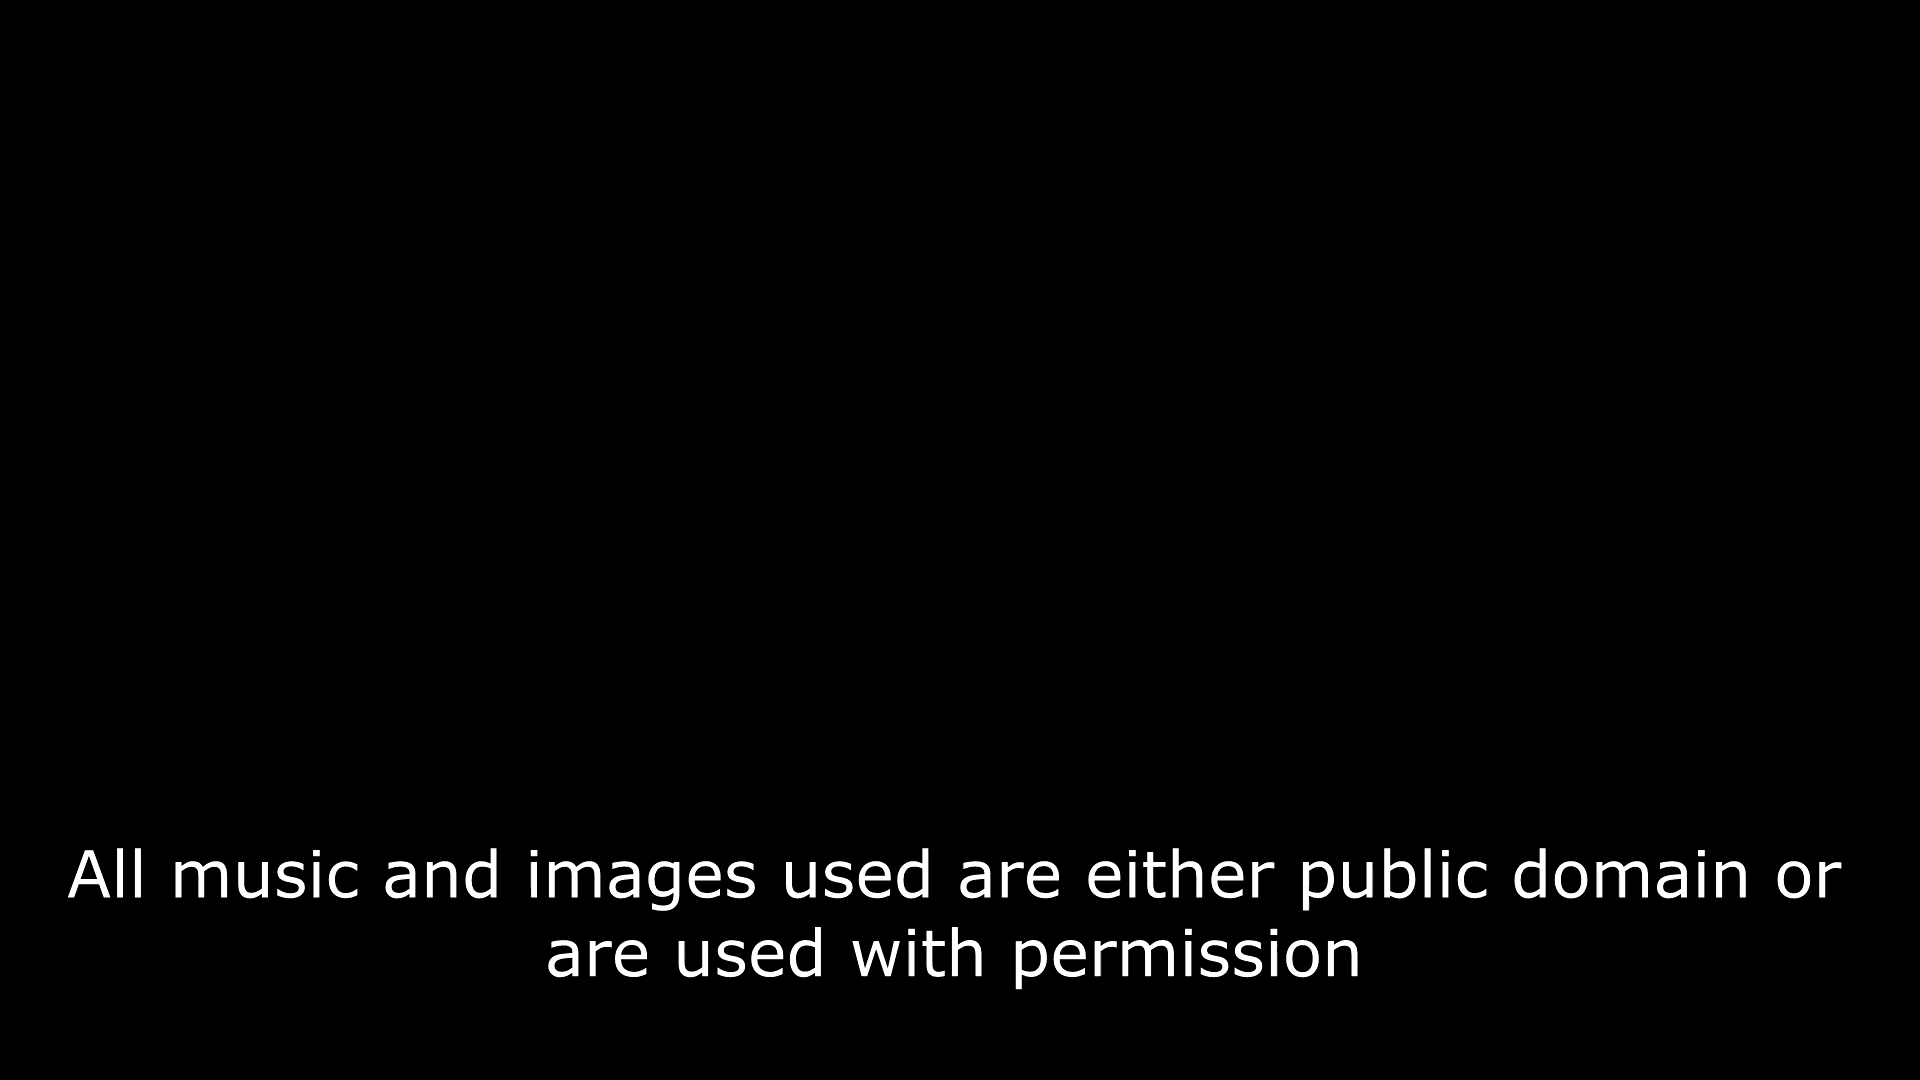 All music and images used are either public domain or
are used with permission